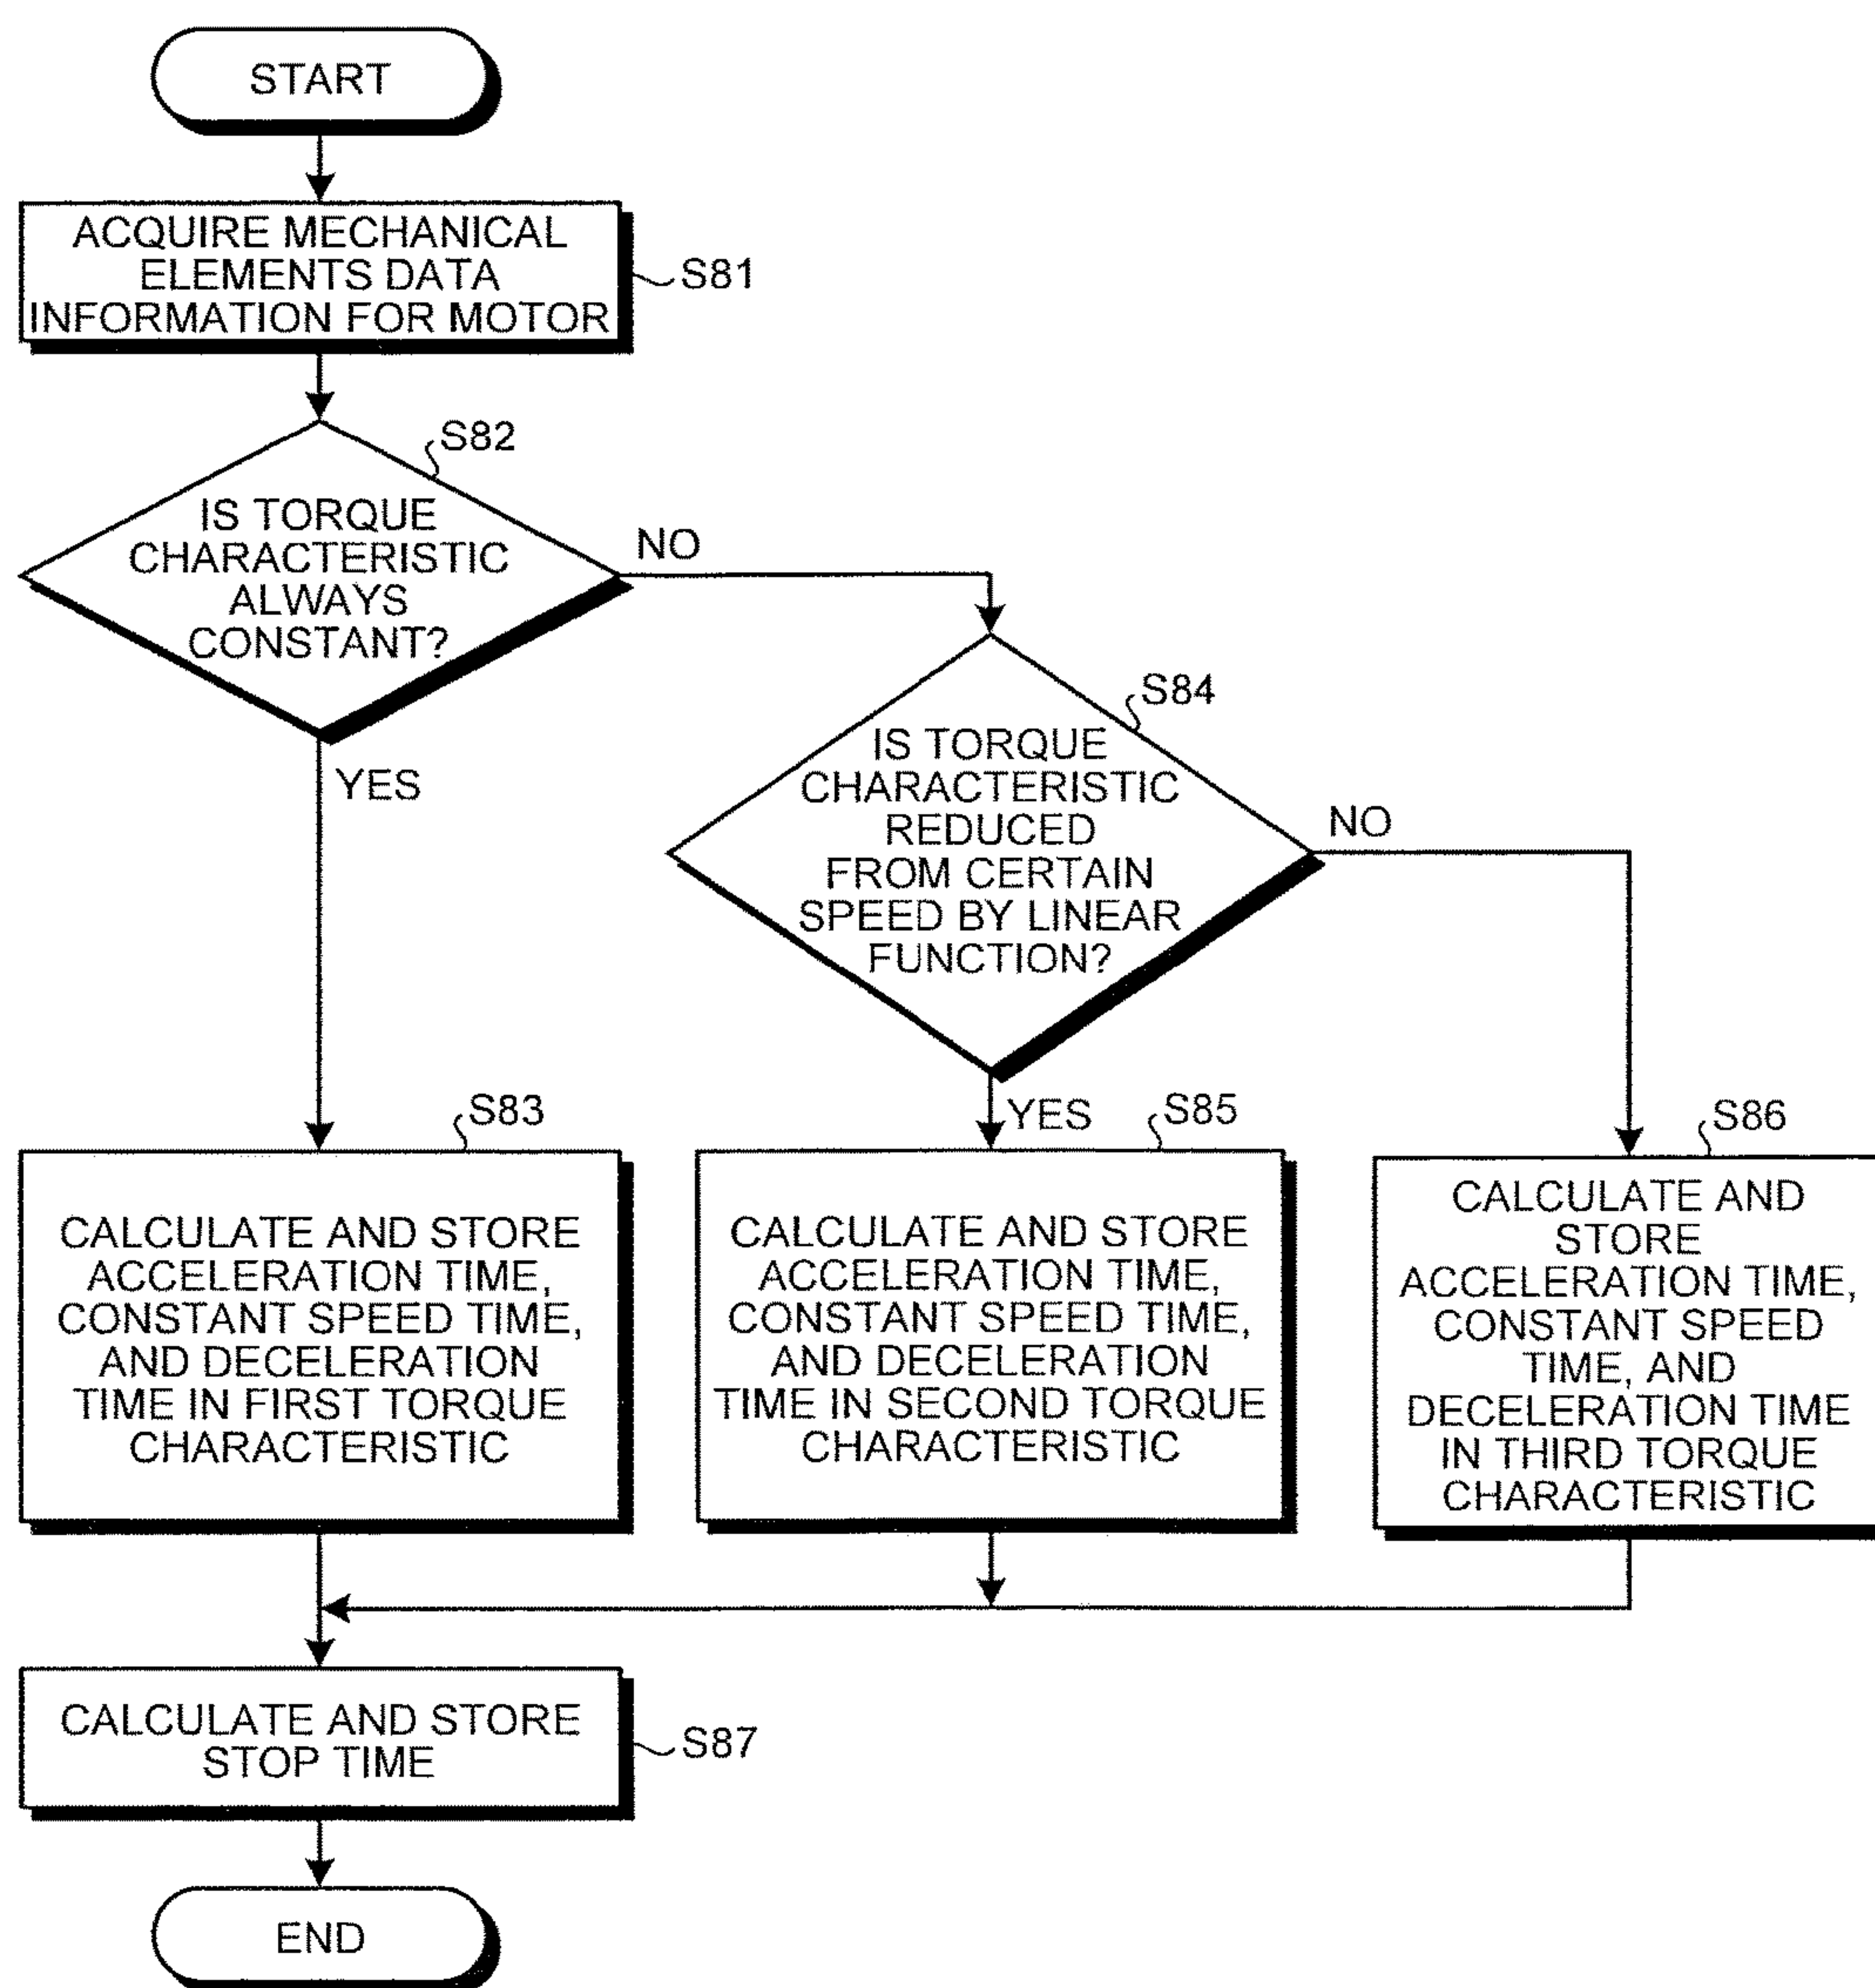 START
ACQUIRE MECHANICAL
ELEMENTS DATA
INFORMATION FOR MOTOR
S81
S82
IS TORQUE
CHARACTERISTIC
ALWAYS
CONSTANT?
NO
YES
S84
IS TORQUE
CHARACTERISTIC
REDUCED
FROM CERTAIN
SPEED BY LINEAR
FUNCTION?
NO
YES
S83
CALCULATE AND STORE
ACCELERATION TIME,
CONSTANT SPEED TIME,
AND DECELERATION
TIME IN FIRST TORQUE
CHARACTERISTIC
S85
CALCULATE AND STORE
ACCELERATION TIME,
CONSTANT SPEED TIME,
AND DECELERATION
TIME IN SECOND TORQUE
CHARACTERISTIC
S86
CALCULATE AND
STORE
ACCELERATION TIME,
CONSTANT SPEED
TIME, AND
DECELERATION TIME
IN THIRD TORQUE
CHARACTERISTIC
CALCULATE AND STORE
STOP TIME
S87
END